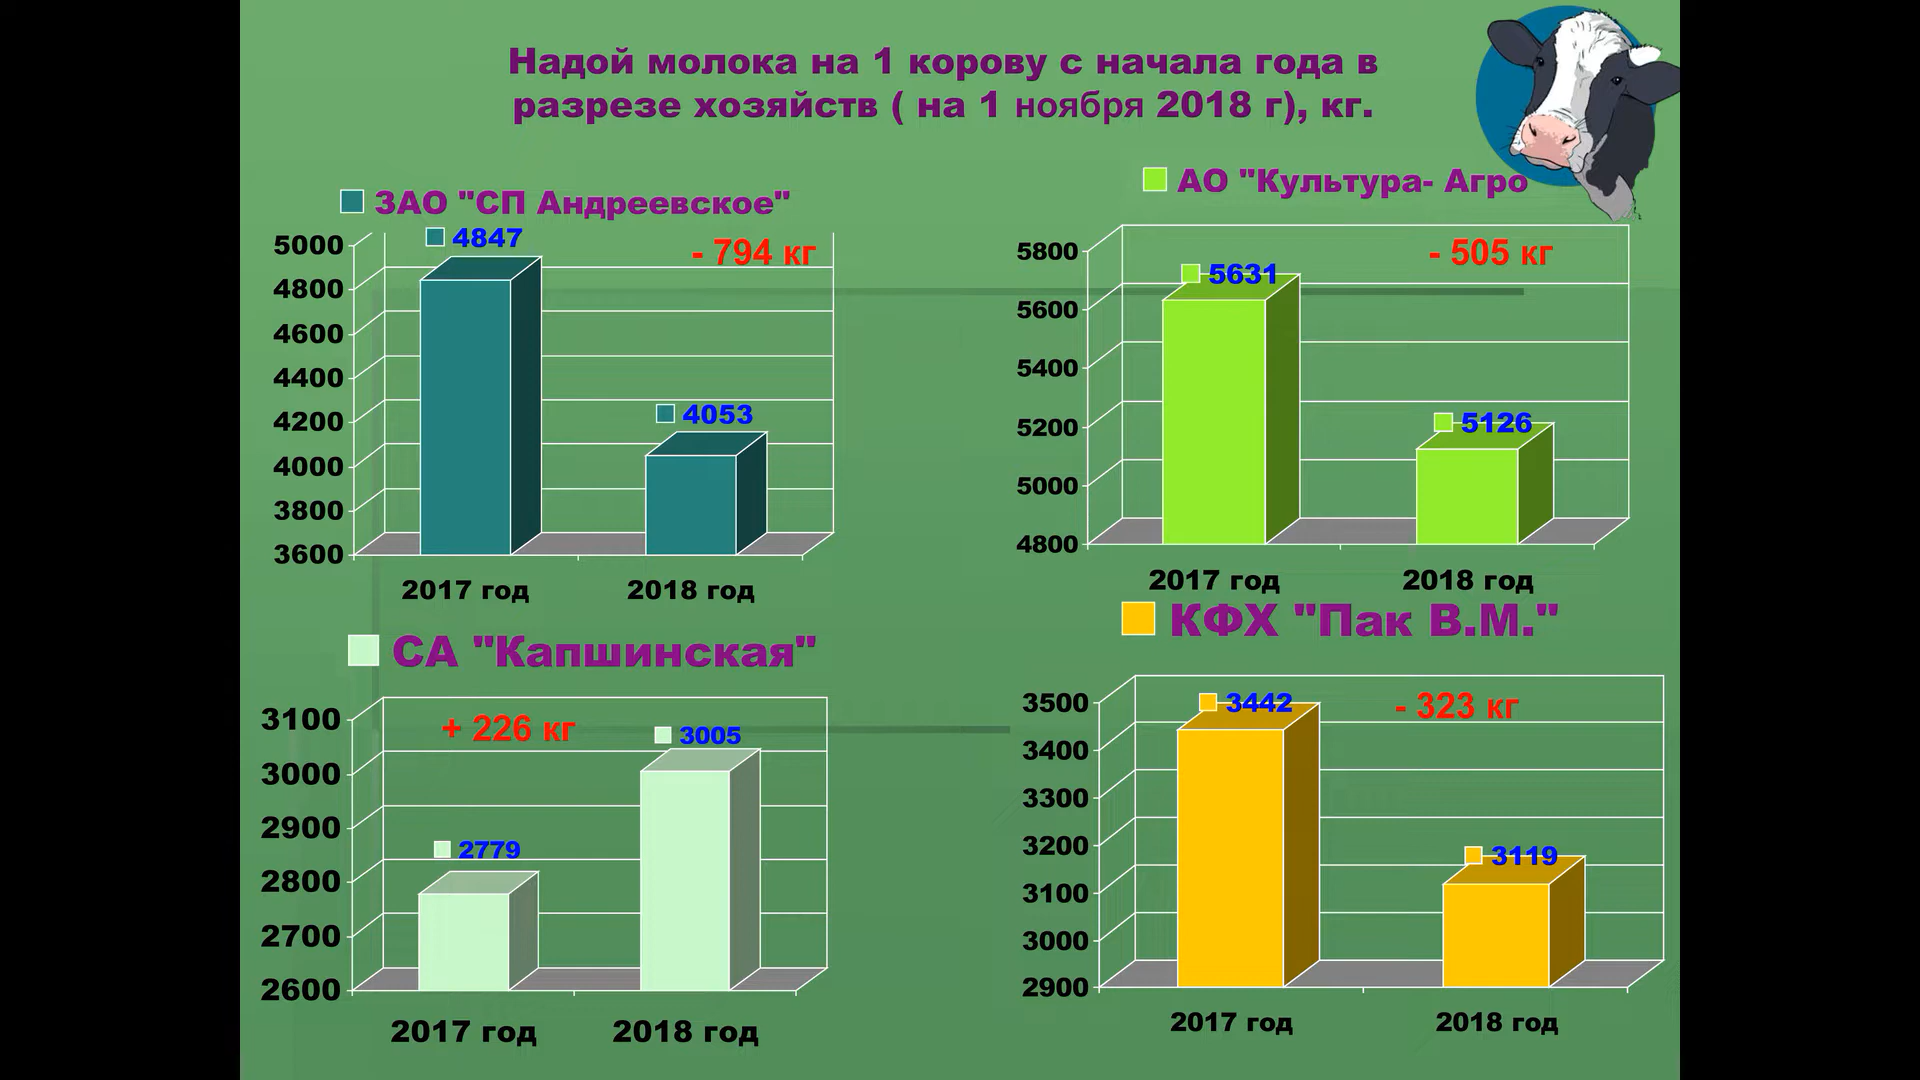 Надой молока на 1 корову с начала года в
разрезе хозяйств ( на 1 ноября 2018 г), кг.
ЗАО "СП Андреевское"
- 794 кг
4847
4053
5000
4800
4600
4400
4200
4000
3800
3600
2017 год
2018 год
АО "Культура- Агро
- 505 кг
5631
5126
5800
5600
5400
5200
5000
4800
2017 год
2018 год
СА "Капшинская"
+ 226 кг
2779
3005
3100
3000
2900
2800
2700
2600
2017 год
2018 год
КФХ "Пак В.М."
- 323 кг
3442
3119
3500
3400
3300
3200
3100
3000
2900
2017 год
2018 год